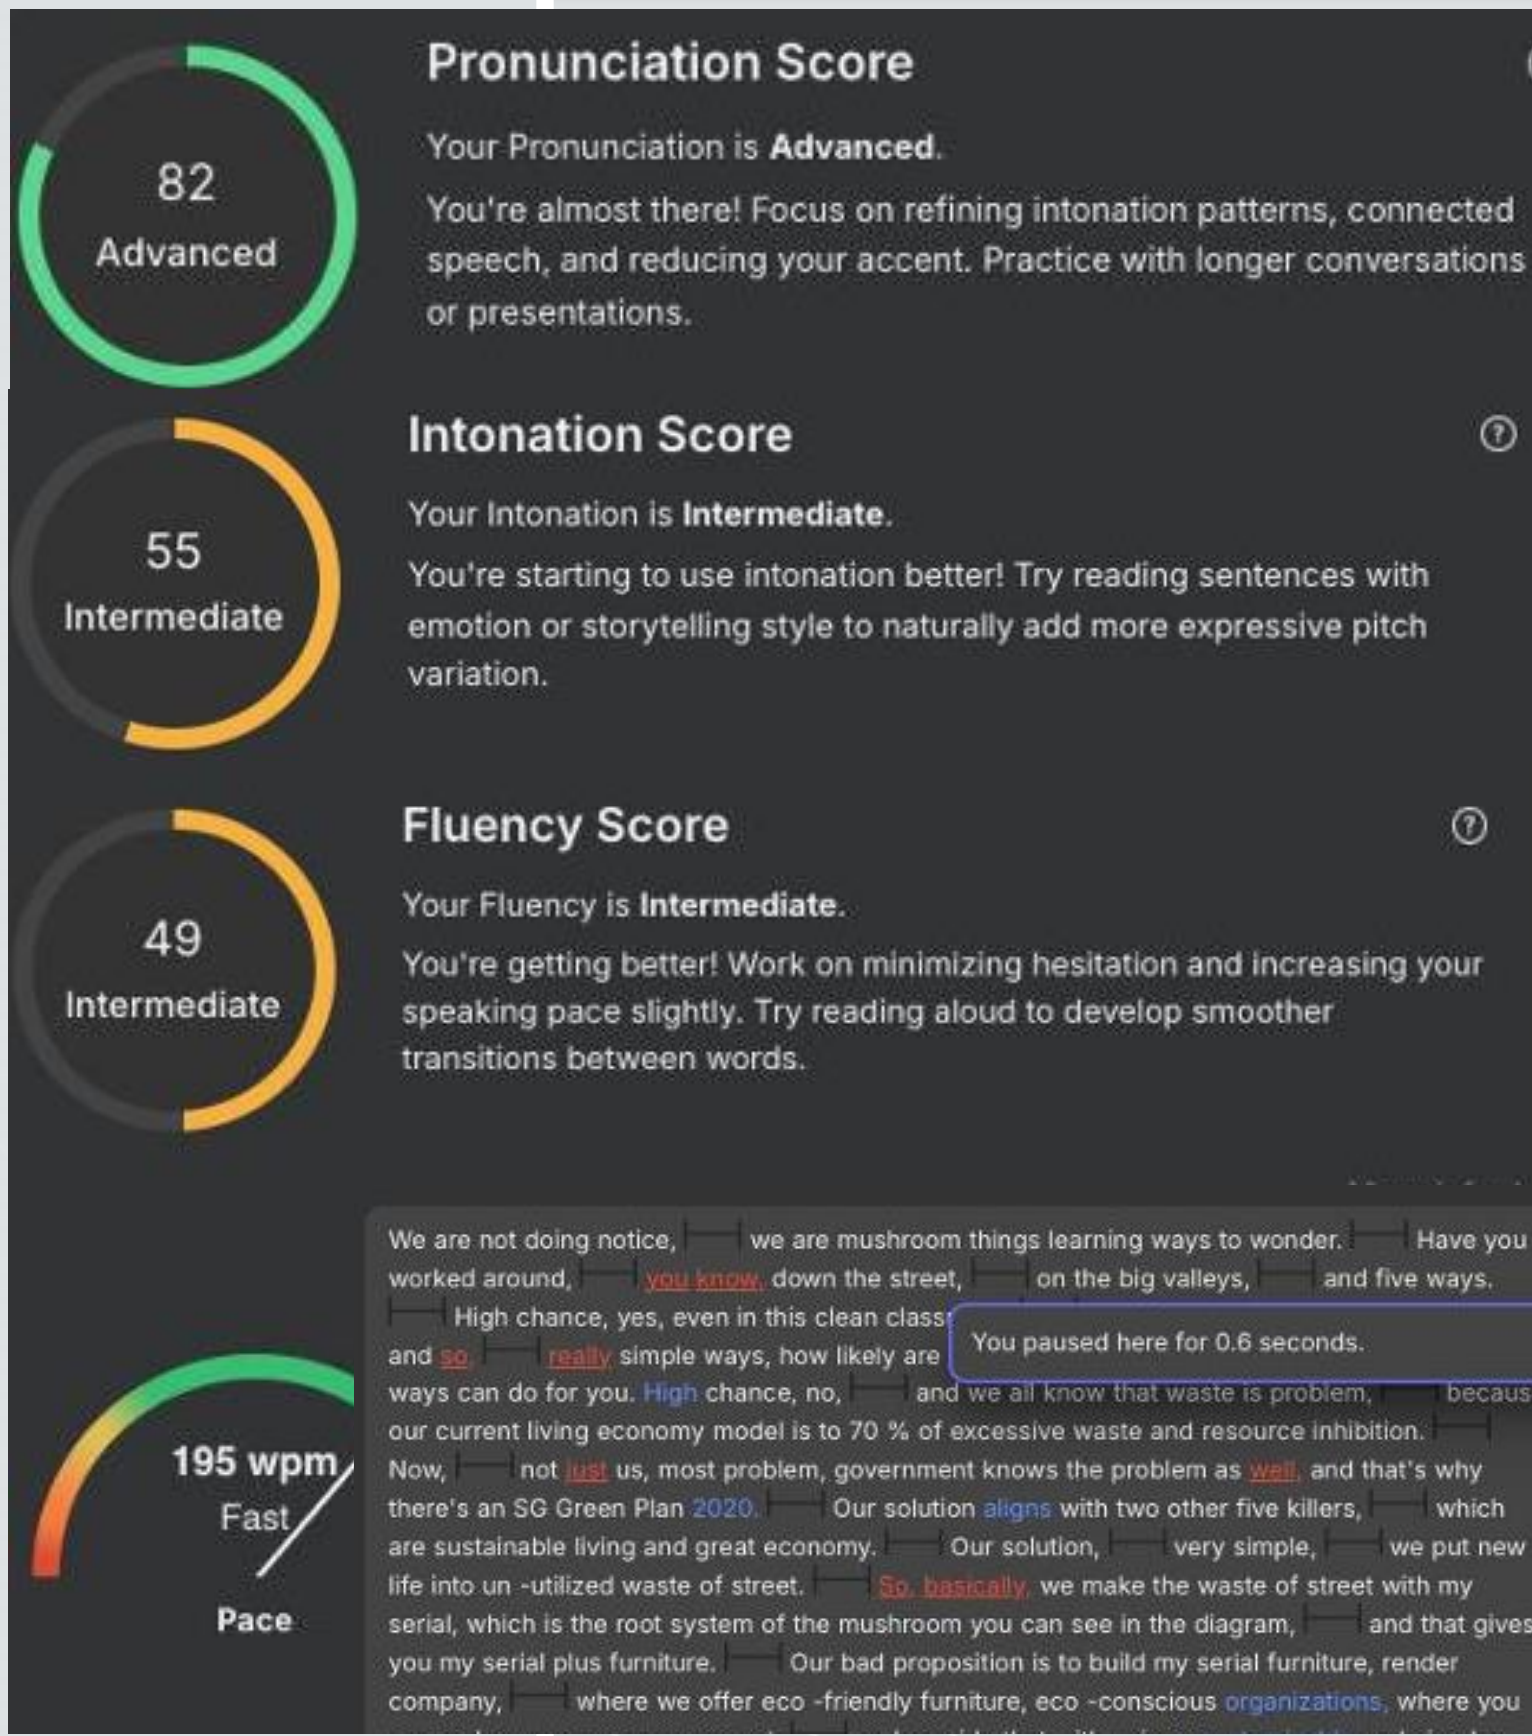 Pronunciation Score
82
Advanced
Your Pronunciation is Advanced.
You're almost there! Focus on refining intonation patterns, connected
speech, and reducing your accent. Practice with longer conversations
or presentations.
Intonation Score
?
55
Intermediate
Your Intonation is Intermediate.
You're starting to use intonation better! Try reading sentences with
emotion or storytelling style to naturally add more expressive pitch
variation.
Fluency Score
?
49
Intermediate
Your Fluency is Intermediate.
You're getting better! Work on minimizing hesitation and increasing your
speaking pace slightly. Try reading aloud to develop smoother
transitions between words.
195 wpm
Fast
Pace
We are not doing notice, we are mushroom things learning ways to wonder. Have you
worked around, you know, down the street, on the big valleys, and five ways.
High chance, yes, even in this clean class
You paused here for 0.6 seconds.
and so, really simple ways, how likely are
ways can do for you. High chance, no, and we all know that waste is problem, becaus
our current living economy model is to 70 % of excessive waste and resource inhibition.
Now, not just us, most problem, government knows the problem as well, and that's why
there's an SG Green Plan 2020. Our solution aligns with two other five killers, which
are sustainable living and great economy. Our solution, very simple, we put new
life into un -utilized waste of street. So, basically, we make the waste of street with my
serial, which is the root system of the mushroom you can see in the diagram, and that gives
you my serial plus furniture. Our bad proposition is to build my serial furniture, render
company, where we offer eco -friendly furniture, eco -conscious organizations, where you